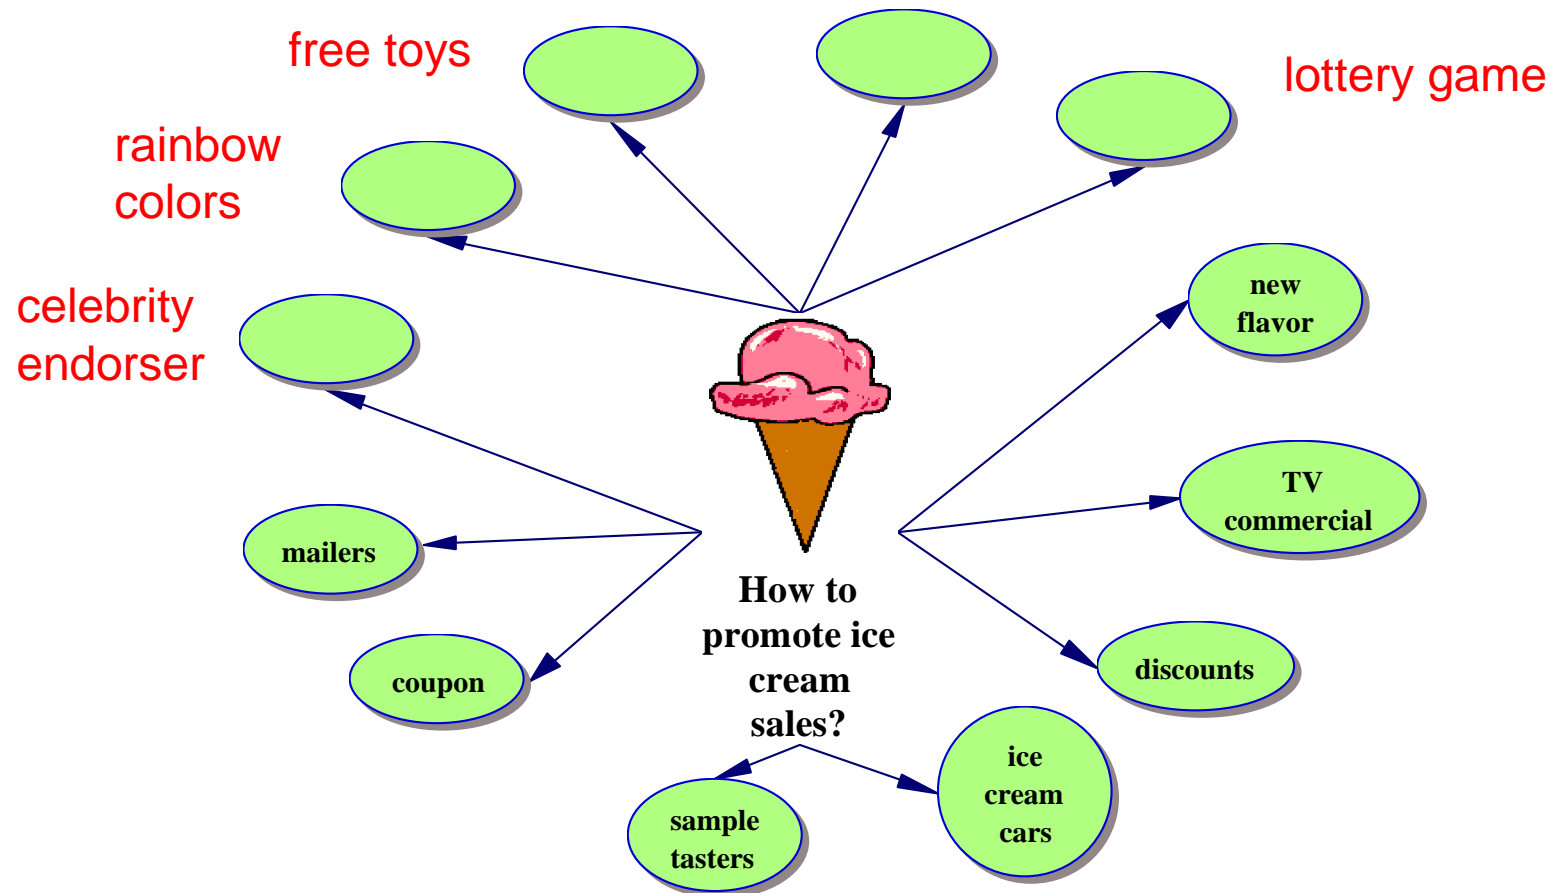 free toys
lottery game
rainbow
colors
celebrity
endorser
new
flavor
TV
commercial
mailers
How to
promote ice
cream
sales?
coupon
discounts
ice
cream
cars
sample
tasters